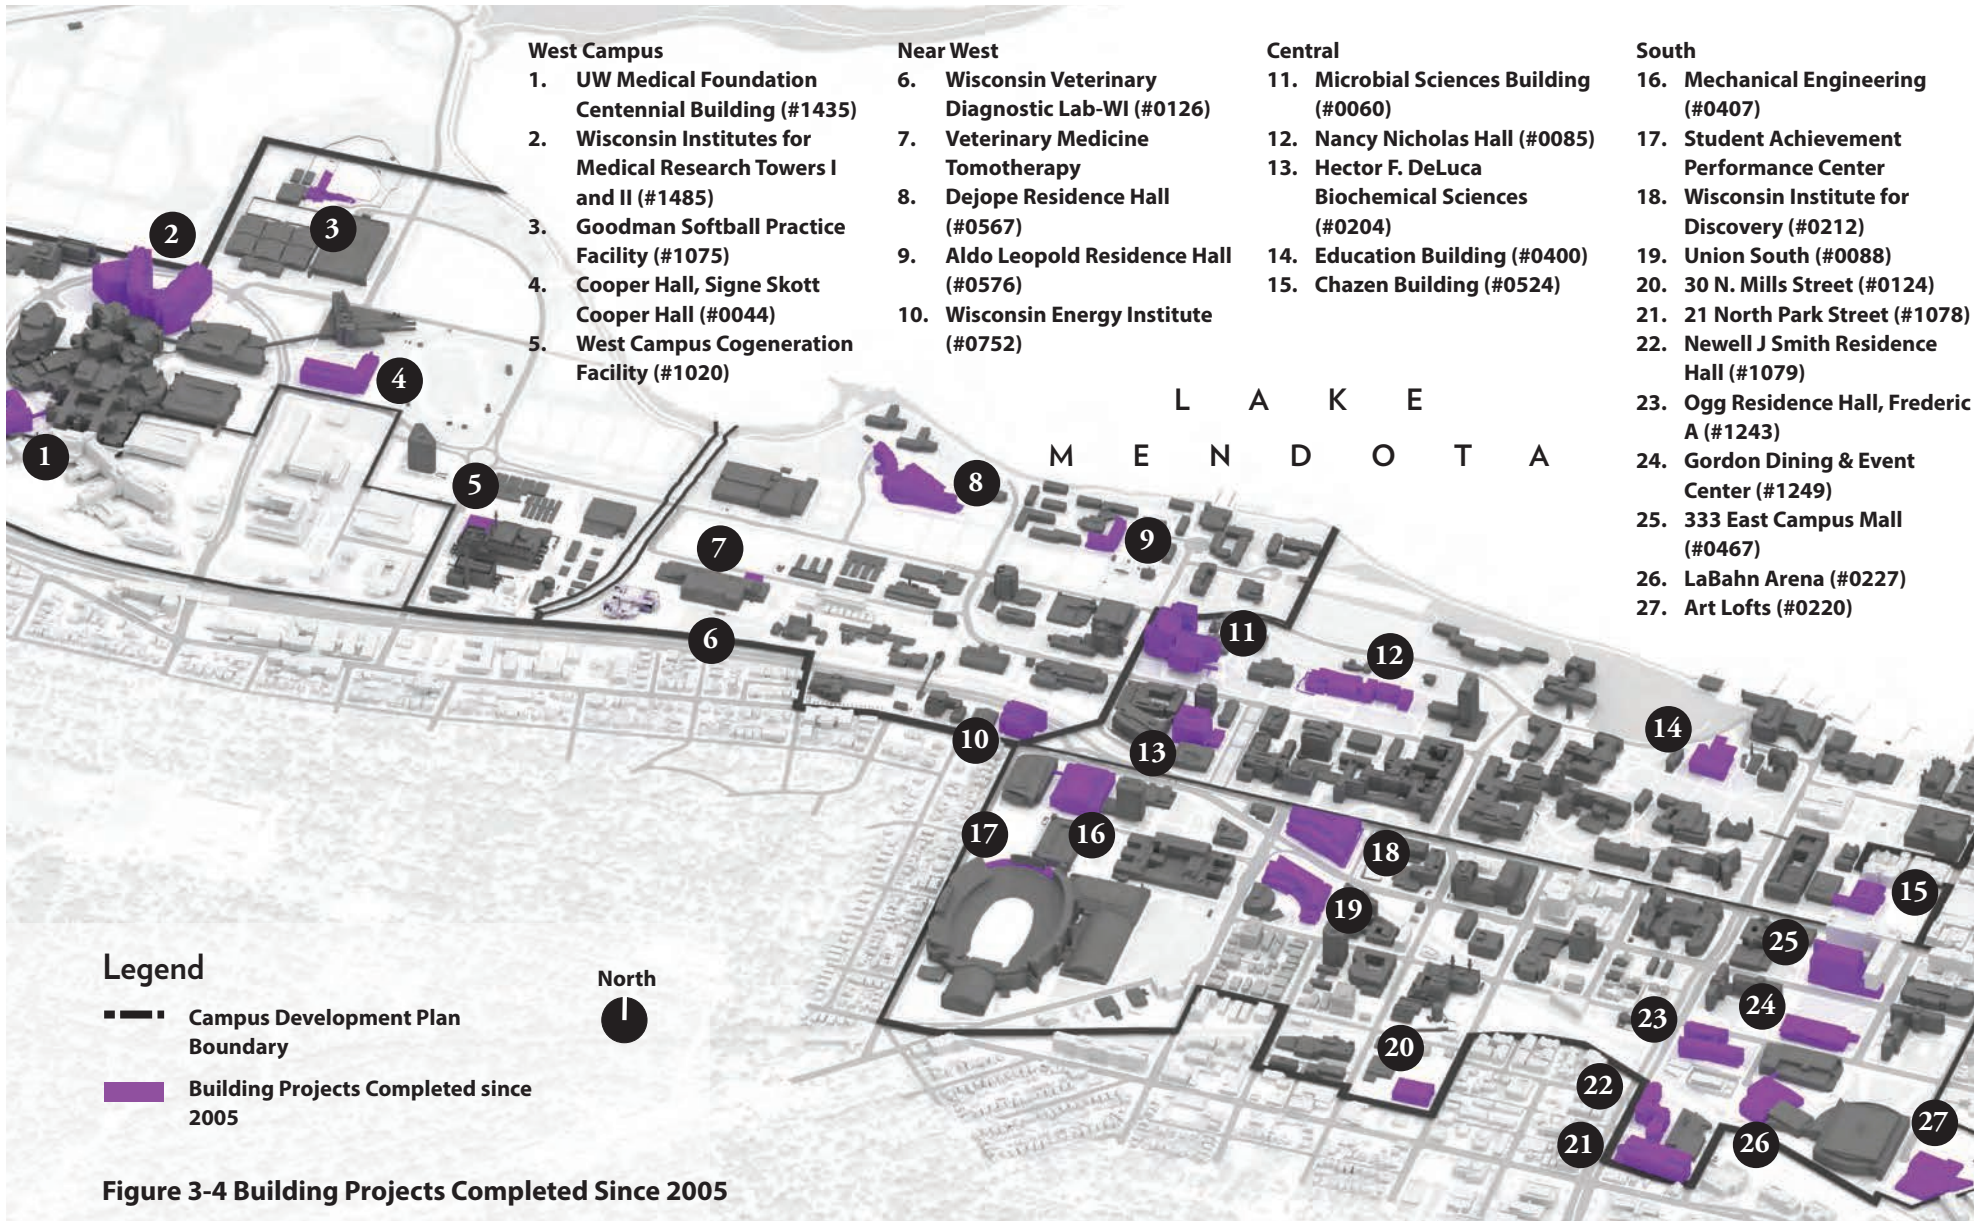 West Campus
1. UW Medical Foundation
Centennial Building (#1435)
2. Wisconsin Institutes for
Medical Research Towers I
and II (#1485)
3. Goodman Softball Practice
Facility (#1075)
4. Cooper Hall, Signe Skott
Cooper Hall (#0044)
5. West Campus Cogeneration
Facility (#1020)
Near West
6. Wisconsin Veterinary
Diagnostic Lab-WI (#0126)
7. Veterinary Medicine
Tomotherapy
8. Dejope Residence Hall
(#0567)
9. Aldo Leopold Residence Hall
(#0576)
10. Wisconsin Energy Institute
(#0752)
Central
11. Microbial Sciences Building
(#0060)
12. Nancy Nicholas Hall (#0085)
13. Hector F. DeLuca
Biochemical Sciences
(#0204)
14. Education Building (#0400)
15. Chazen Building (#0524)
South
16. Mechanical Engineering
(#0407)
17. Student Achievement
Performance Center
18. Wisconsin Institute for
Discovery (#0212)
19. Union South (#0088)
20. 30 N. Mills Street (#0124)
21. 21 North Park Street (#1078)
22. Newell J Smith Residence
Hall (#1079)
23. Ogg Residence Hall, Frederic
A (#1243)
24. Gordon Dining & Event
Center (#1249)
25. 333 East Campus Mall
(#0467)
26. LaBahn Arena (#0227)
27. Art Lofts (#0220)
LAKE
MENDOTA
2
3
4
1
5
8
7
9
6
11
12
10
13
14
17
16
18
15
19
25
24
23
20
22
27
21
26
Legend
Campus Development Plan
Boundary
Building Projects Completed since
2005
North
Figure 3-4 Building Projects Completed Since 2005